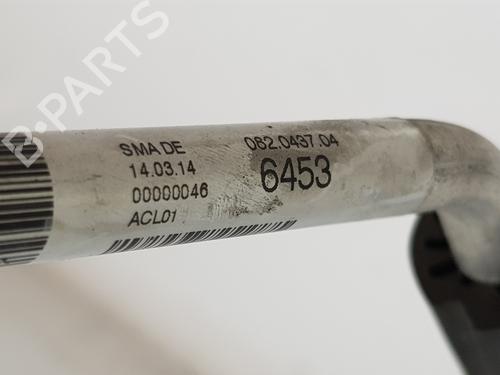 B-PARTS
SMA DE 082.0437.04
14.03.14 6453
00000046
ACL01